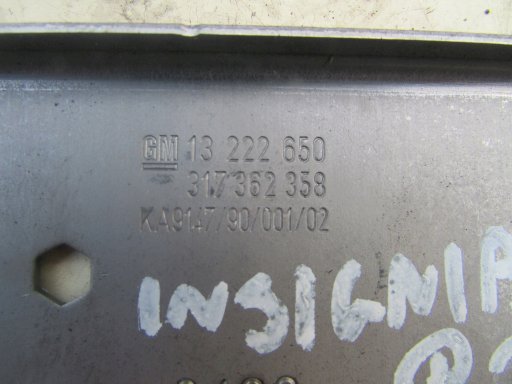 GM 13 222 650
317 362 358
KA9147/90/001/02
INSIGNIA